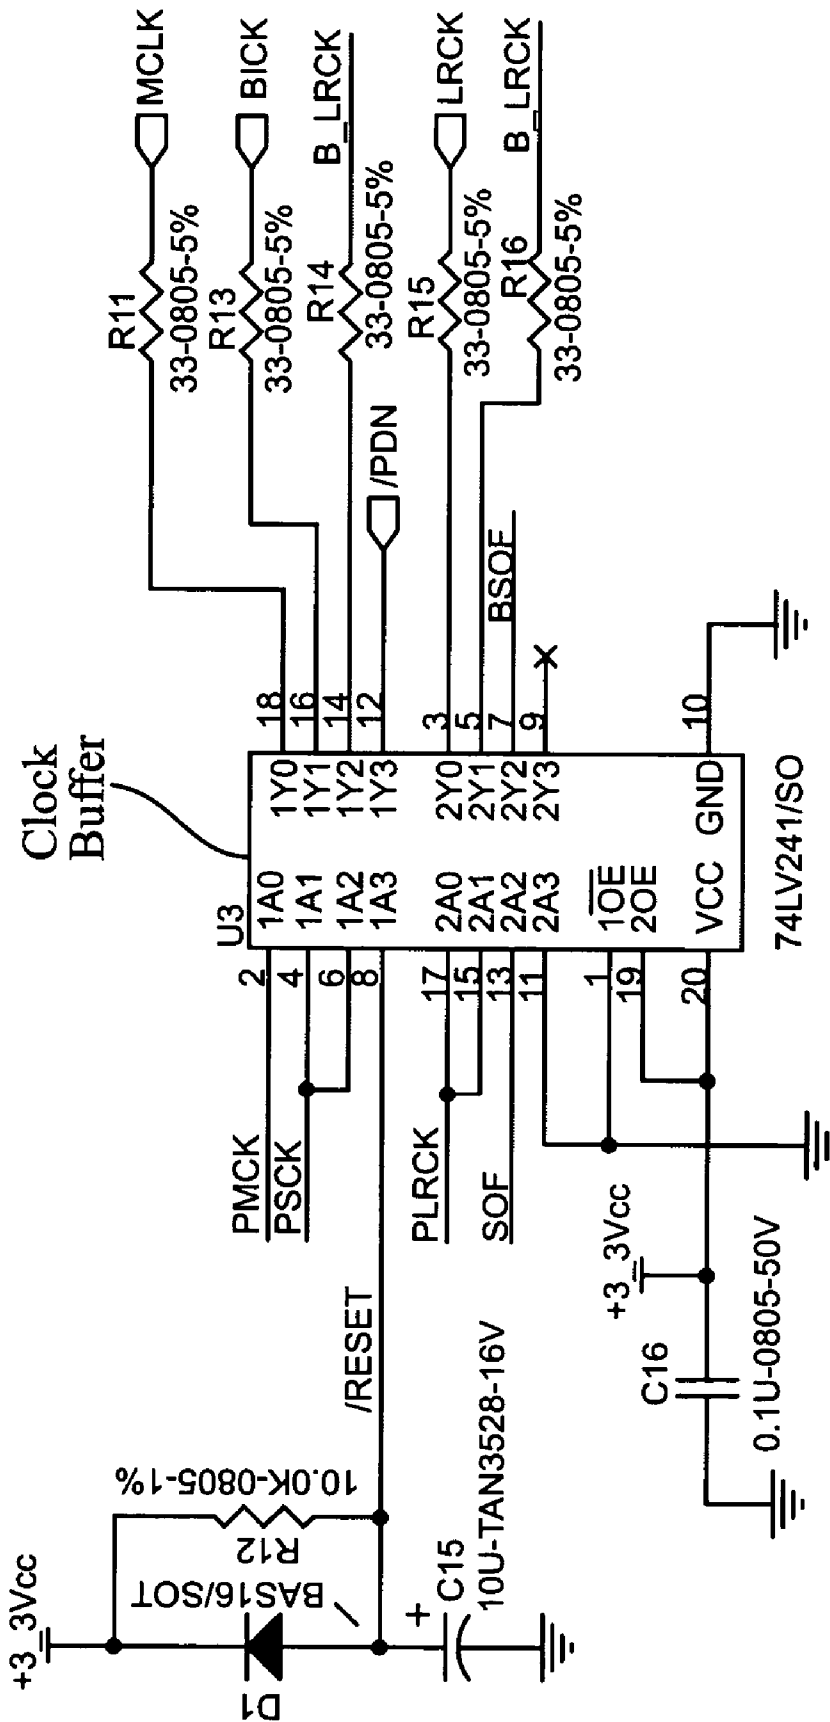 Clock
Buffer
U3
1A0
1A1
1A2
1A3
2A0
2A1
2A2
2A3
1OE
2OE
VCC
1Y0
1Y1
1Y2
1Y3
2Y0
2Y1
2Y2
2Y3
GND
74LV241/SO
2
4
6
8
17
15
13
11
1
19
20
18
16
14
12
3
5
7
9
10
PMCK
PSCK
PLRCK
SOF
/RESET
+3_3Vcc
D1
BAS16/SOT
R12
10.0K-0805-1%
C15
10U-TAN3528-16V
+
+3_3Vcc
C16
0.1U-0805-50V
R11
33-0805-5%
MCLK
R13
33-0805-5%
BICK
R14
33-0805-5%
B_LRCK
/PDN
R15
33-0805-5%
LRCK
R16
33-0805-5%
B_LRCK
BSOF